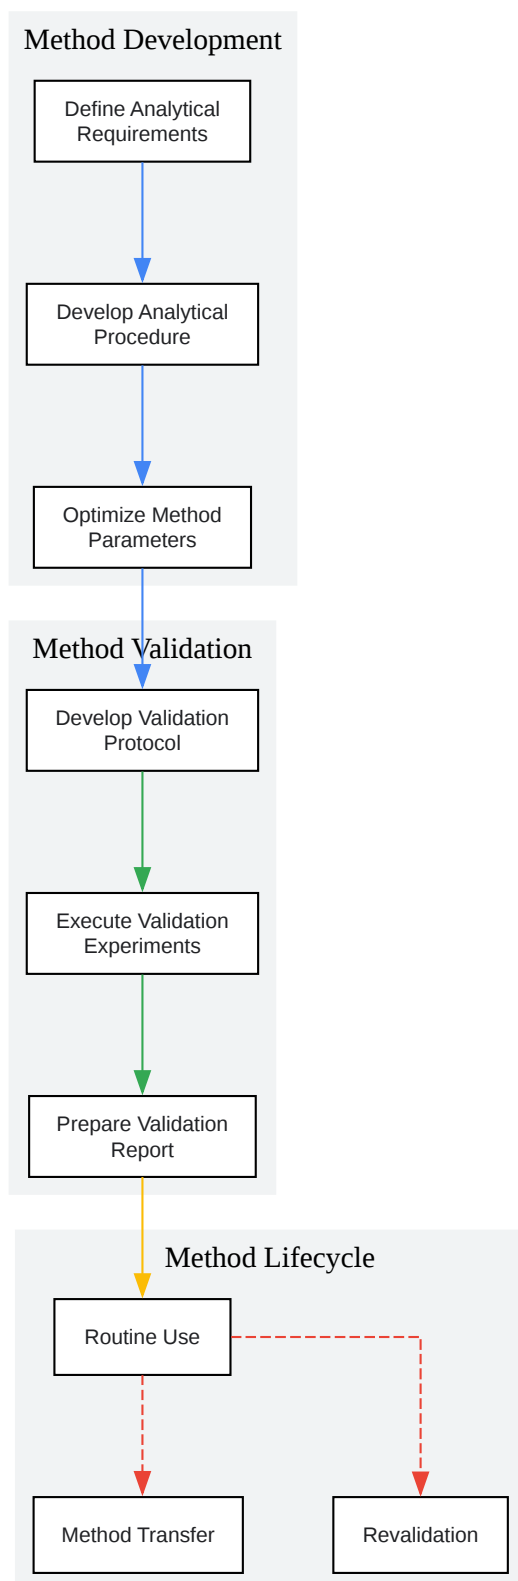 Method Development
Define Analytical
Requirements
Develop Analytical
Procedure
Optimize Method
Parameters
Method Validation
Develop Validation
Protocol
Execute Validation
Experiments
Prepare Validation
Report
Method Lifecycle
Routine Use
Method Transfer
Revalidation